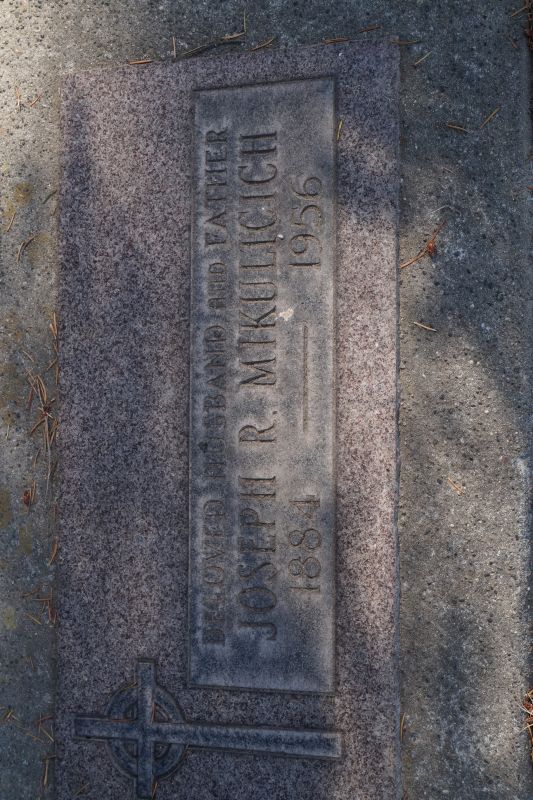 BELOVED HUSBAND AND FATHER
JOSEPH R. MIKULICICH
1884 — 1956